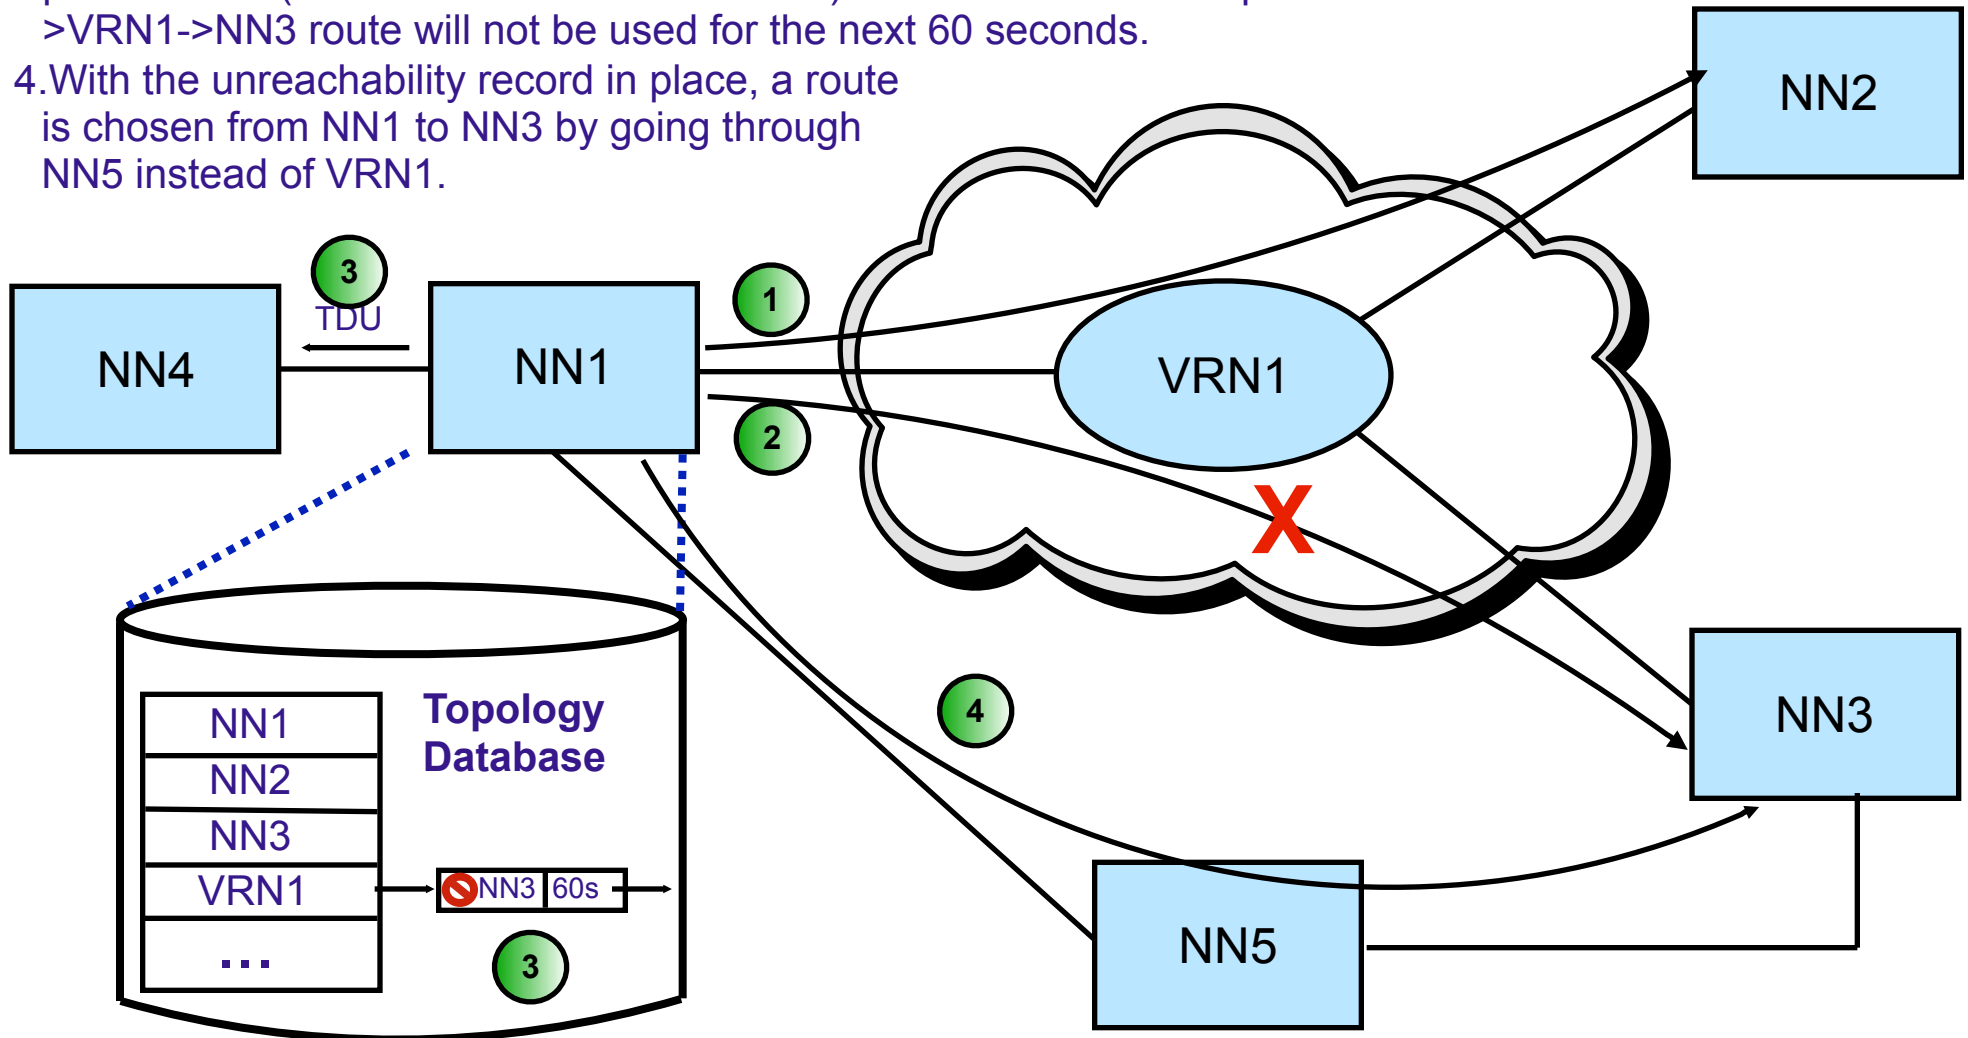 >VRN1->NN3 route will not be used for the next 60 seconds.
4.With the unreachability record in place, a route
is chosen from NN1 to NN3 by going through
NN5 instead of VRN1.
NN2
3
TDU
1
NN4
NN1
VRN1
2
NN1
Topology
Database
NN2
NN3
VRN1
NN3 60s
...
3
4
NN3
NN5